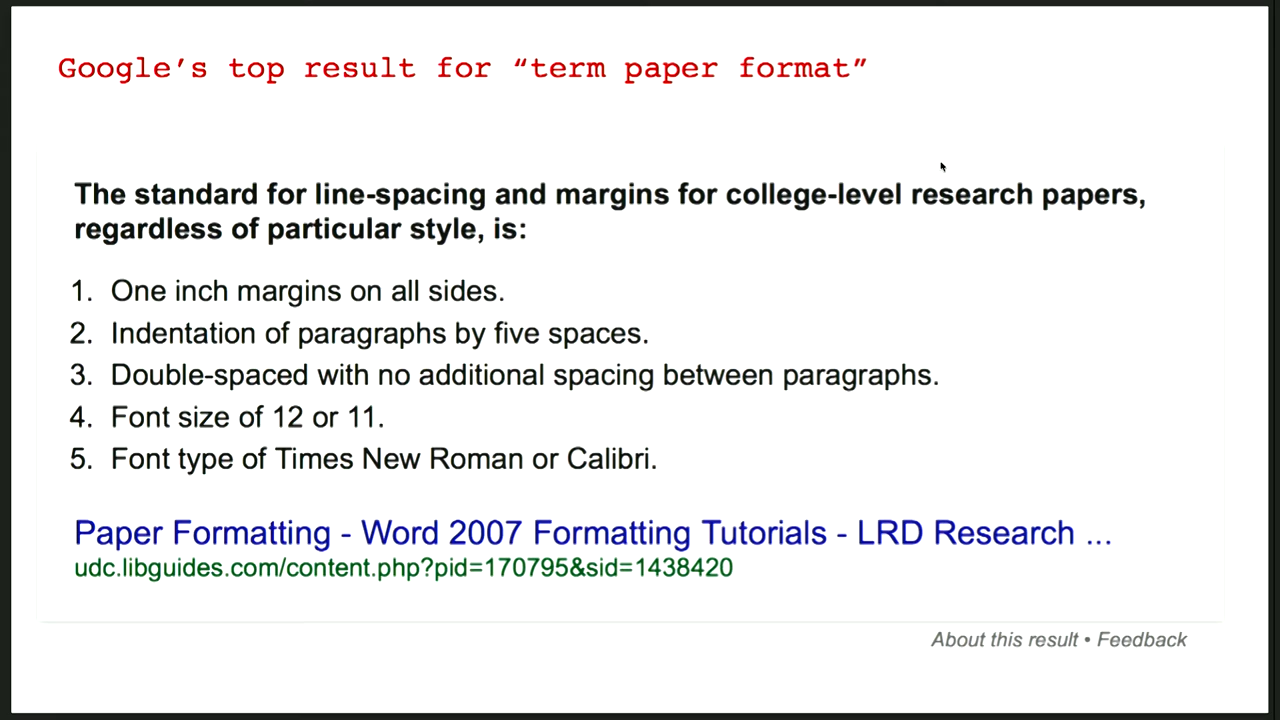 Google’s top result for “term paper format”
The standard for line-spacing and margins for college-level research papers,
regardless of particular style, is:
1. One inch margins on all sides.
2. Indentation of paragraphs by five spaces.
3. Double-spaced with no additional spacing between paragraphs.
4. Font size of 12 or 11.
5. Font type of Times New Roman or Calibri.
Paper Formatting - Word 2007 Formatting Tutorials - LRD Research ...
udc.libguides.com/content.php?pid=170795&sid=1438420
About this result • Feedback